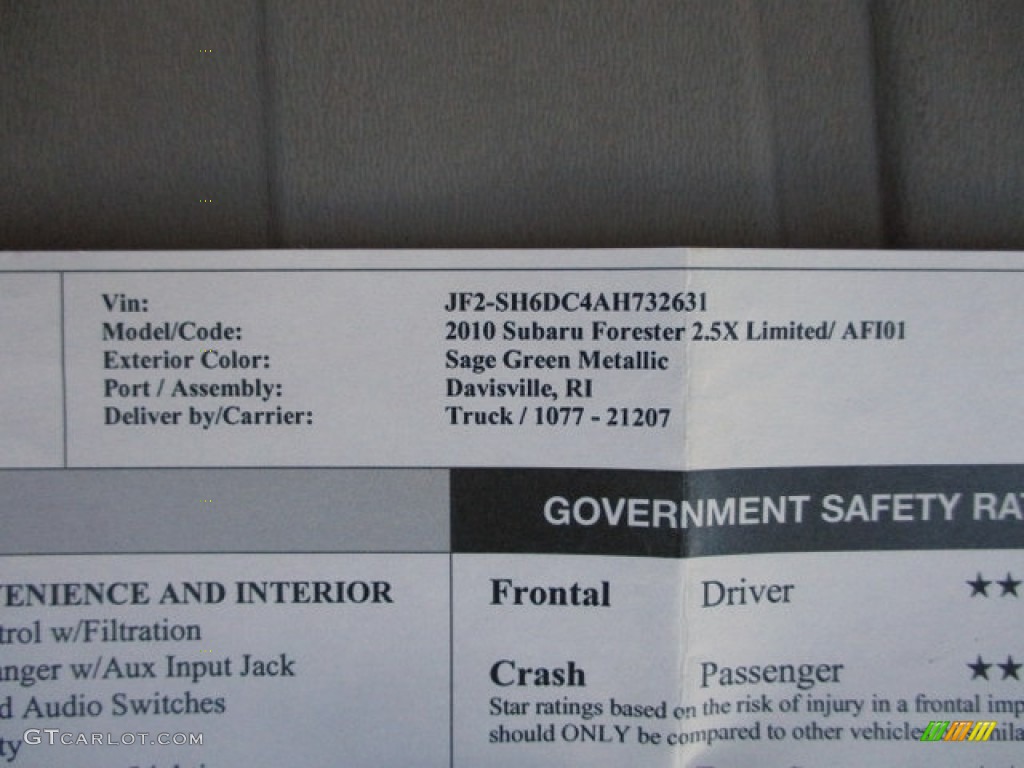 Vin: JF2-SH6DC4AH732631
Model/Code: 2010 Subaru Forester 2.5X Limited/ AFI01
Exterior Color: Sage Green Metallic
Port / Assembly: Davisville, RI
Deliver by/Carrier: Truck / 1077 - 21207
GOVERNMENT SAFETY RA
ENIENCE AND INTERIOR
trol w/Filtration
anger w/Aux Input Jack
d Audio Switches
ty
Frontal Driver ★★
Crash Passenger ★★
Star ratings based on the risk of injury in a frontal imp
should ONLY be compared to other vehicle
GTCARLOT.COM